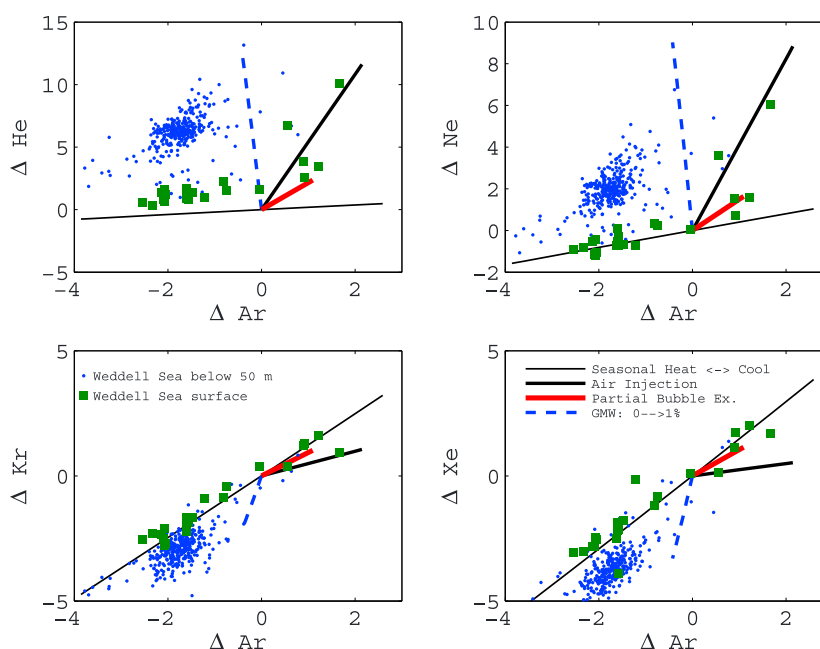 15
10
5
0
−5
−4
−2
0
2
Δ He
Δ Ar
10
8
6
4
2
0
−2
−4
−2
0
2
Δ Ne
Δ Ar
5
0
−5
−4
−2
0
2
Δ Kr
Δ Ar
Weddell Sea below 50 m
Weddell Sea surface
5
0
−5
−4
−2
0
2
Δ Xe
Δ Ar
Seasonal Heat <-> Cool
Air Injection
Partial Bubble Ex.
GMW: 0-->1%